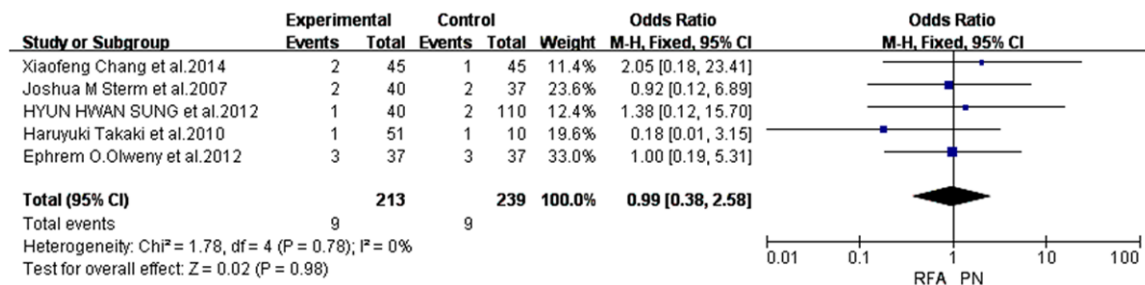 Experimental Control Odds Ratio Odds Ratio
Study or Subgroup Events Total Events Total Weight M-H, Fixed, 95% CI M-H, Fixed, 95% CI
Xiaofeng Chang et al.2014 2 45 1 45 11.4% 2.05 [0.18, 23.41]
Joshua M Sterm et al.2007 2 40 2 37 23.6% 0.92 [0.12, 6.89]
HYUN HWAN SUNG et al.2012 1 40 2 110 12.4% 1.38 [0.12, 15.70]
Haruyuki Takaki et al.2010 1 51 1 10 19.6% 0.18 [0.01, 3.15]
Ephrem O.Olweny et al.2012 3 37 3 37 33.0% 1.00 [0.19, 5.31]
Total (95% CI) 213 239 100.0% 0.99 [0.38, 2.58]
Total events 9 9
Heterogeneity: Chi² = 1.78, df = 4 (P = 0.78); I² = 0%
Test for overall effect: Z = 0.02 (P = 0.98)
0.01 0.1 1 10 100
RFA PN